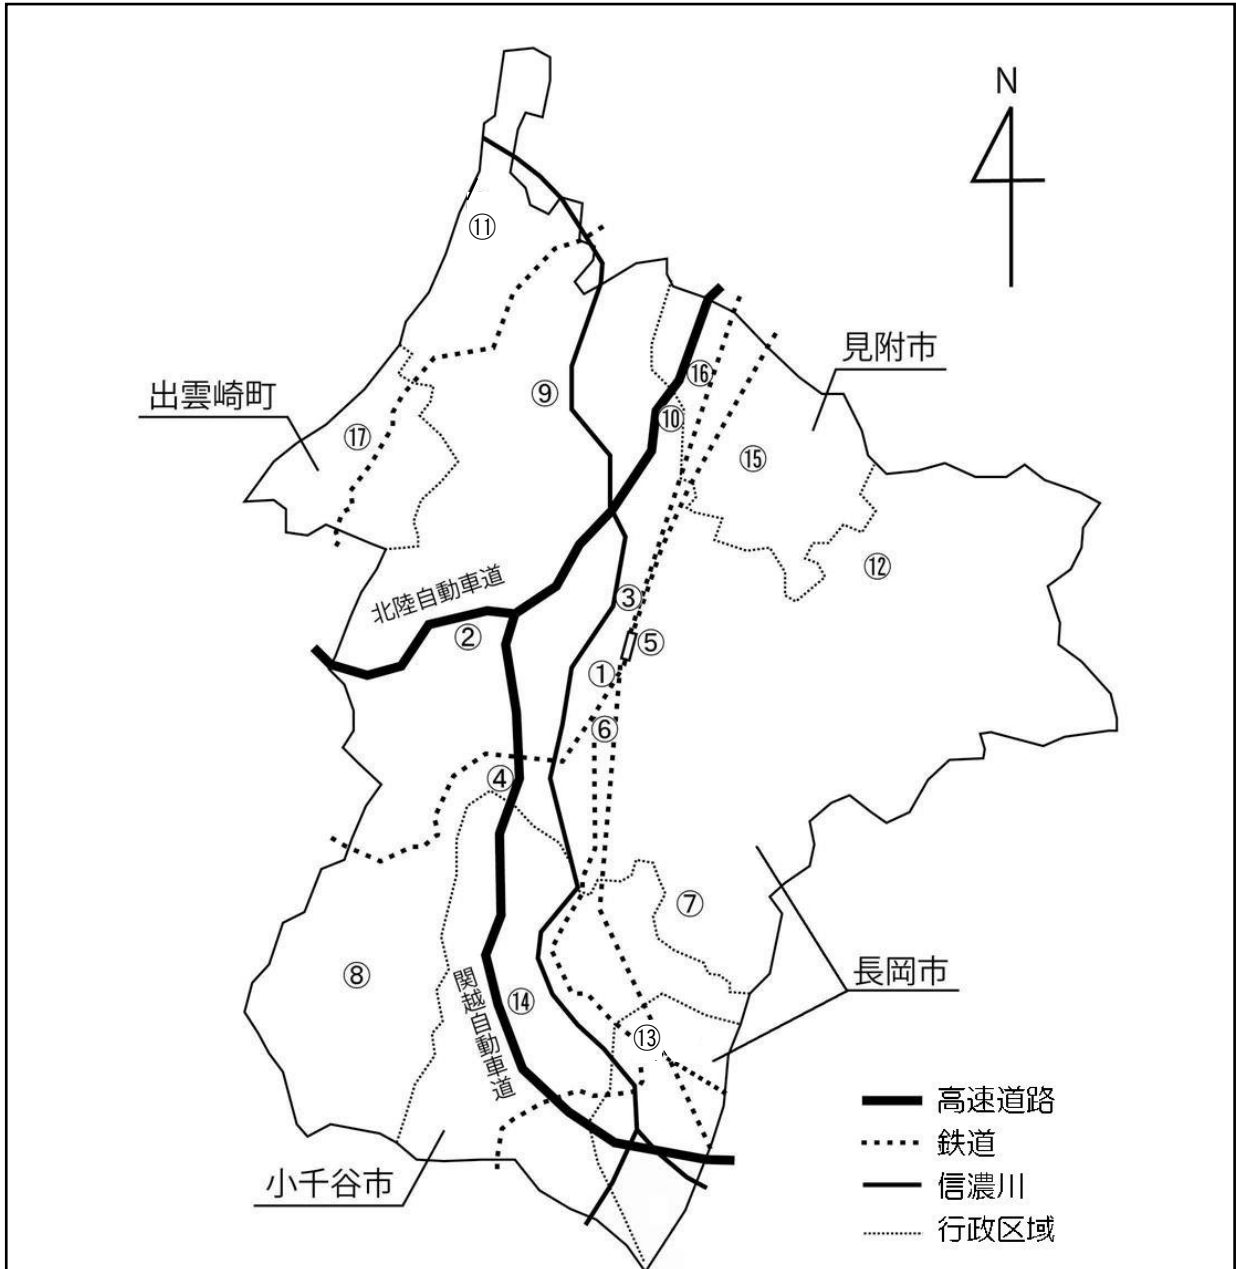 N
⑪
見附市
⑯
出雲崎町
⑨
⑩
⑰
⑮
⑫
北陸自動車道
③
②
⑤
①
⑥
④
⑦
長岡市
⑧
関越自動車道
⑭
⑬
高速道路
鉄道
小千谷市
信濃川
行政区域